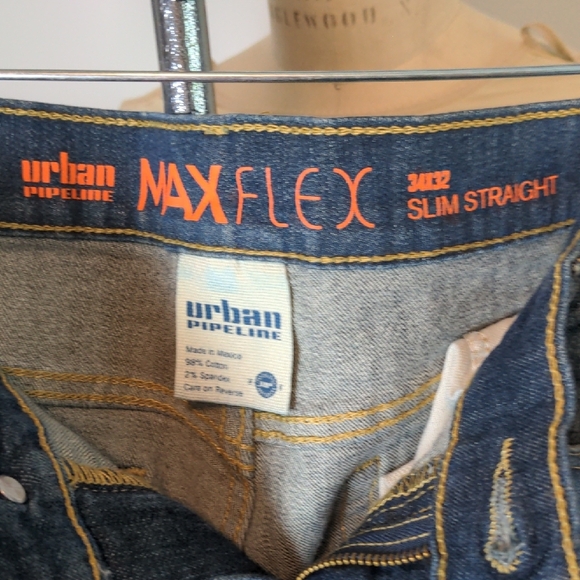 urban
PIPELINE
MAXFLEX
34X32
SLIM STRAIGHT
urban
PIPELINE
Made in Mexico
98% Cotton
2% Spandex
Care on Reverse